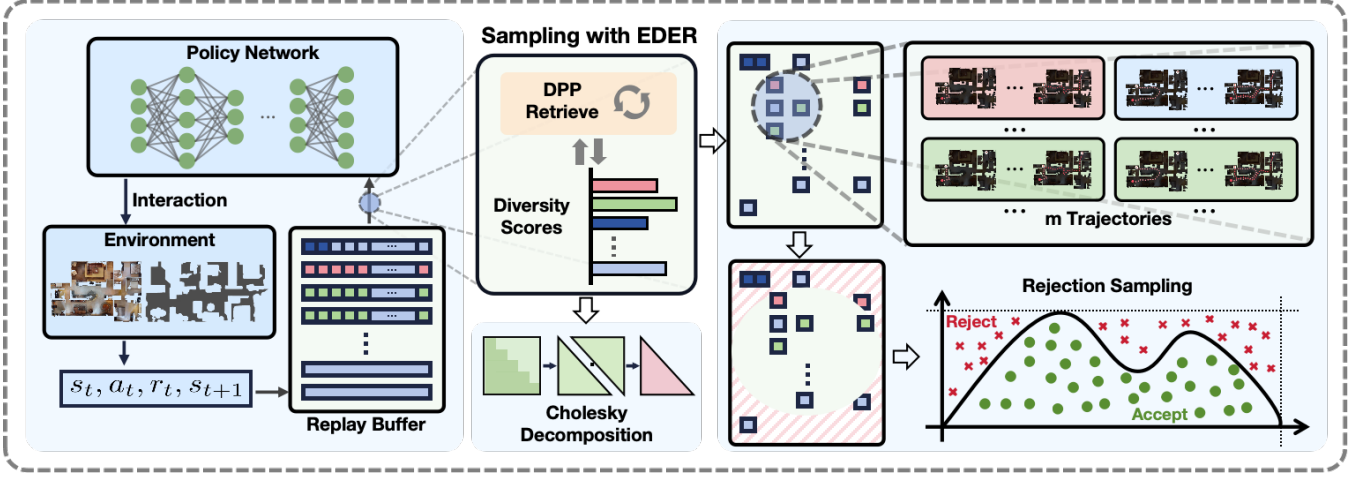 Sampling with EDER
Policy Network
...
Interaction
Environment
s_t, a_t, r_t, s_{t+1}
...
...
...
...
Replay Buffer
DPP
Retrieve
Diversity
Scores
Cholesky
Decomposition
... ...
... ...
... ...
... ...
m Trajectories
Rejection Sampling
Reject
Accept